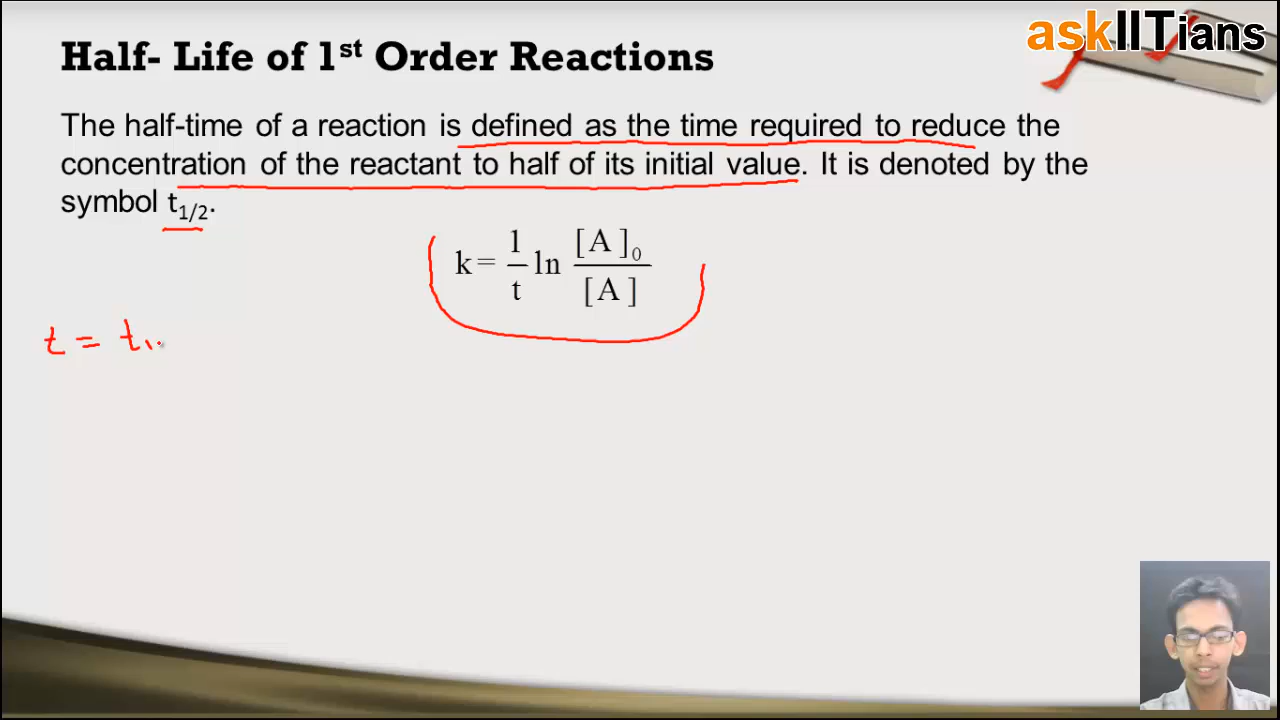 askIITians
Half- Life of 1st Order Reactions
The half-time of a reaction is defined as the time required to reduce the
concentration of the reactant to half of its initial value. It is denoted by the
symbol t1/2.
k = 1/t ln [A]0/[A]
t = t1